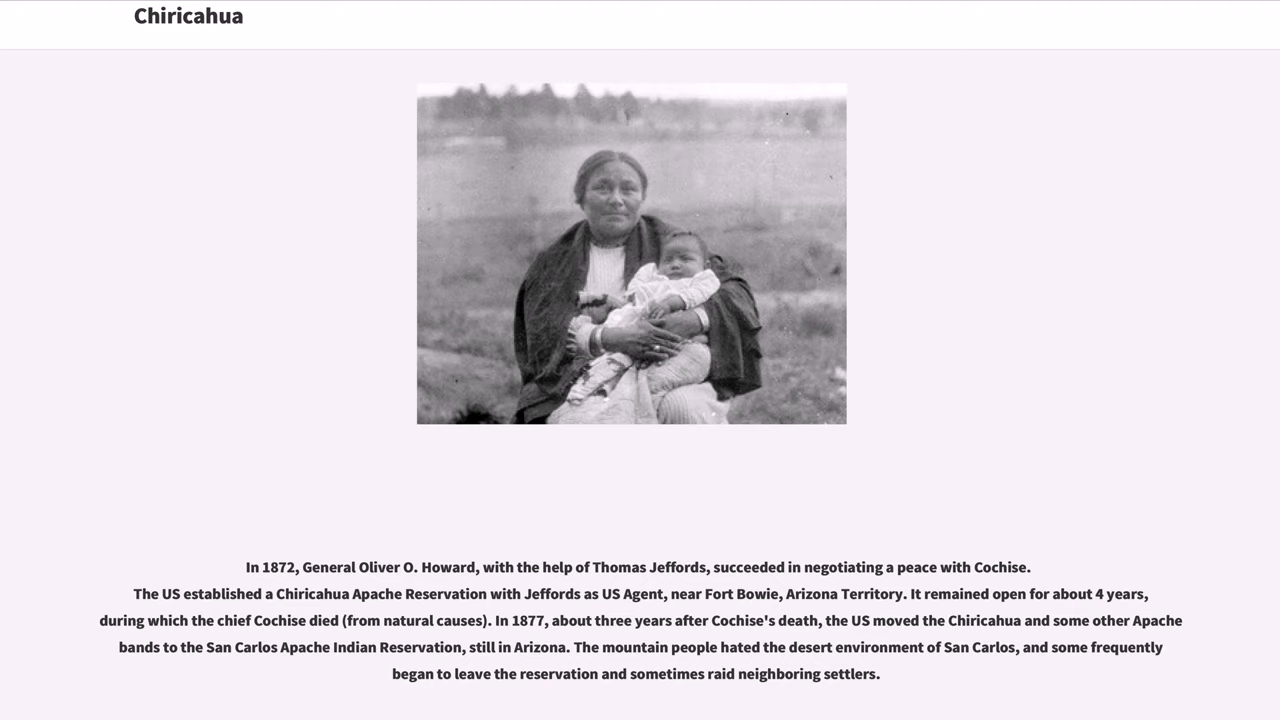 Chiricahua
In 1872, General Oliver O. Howard, with the help of Thomas Jeffords, succeeded in negotiating a peace with Cochise.
The US established a Chiricahua Apache Reservation with Jeffords as US Agent, near Fort Bowie, Arizona Territory. It remained open for about 4 years,
during which the chief Cochise died (from natural causes). In 1877, about three years after Cochise's death, the US moved the Chiricahua and some other Apache
bands to the San Carlos Apache Indian Reservation, still in Arizona. The mountain people hated the desert environment of San Carlos, and some frequently
began to leave the reservation and sometimes raid neighboring settlers.